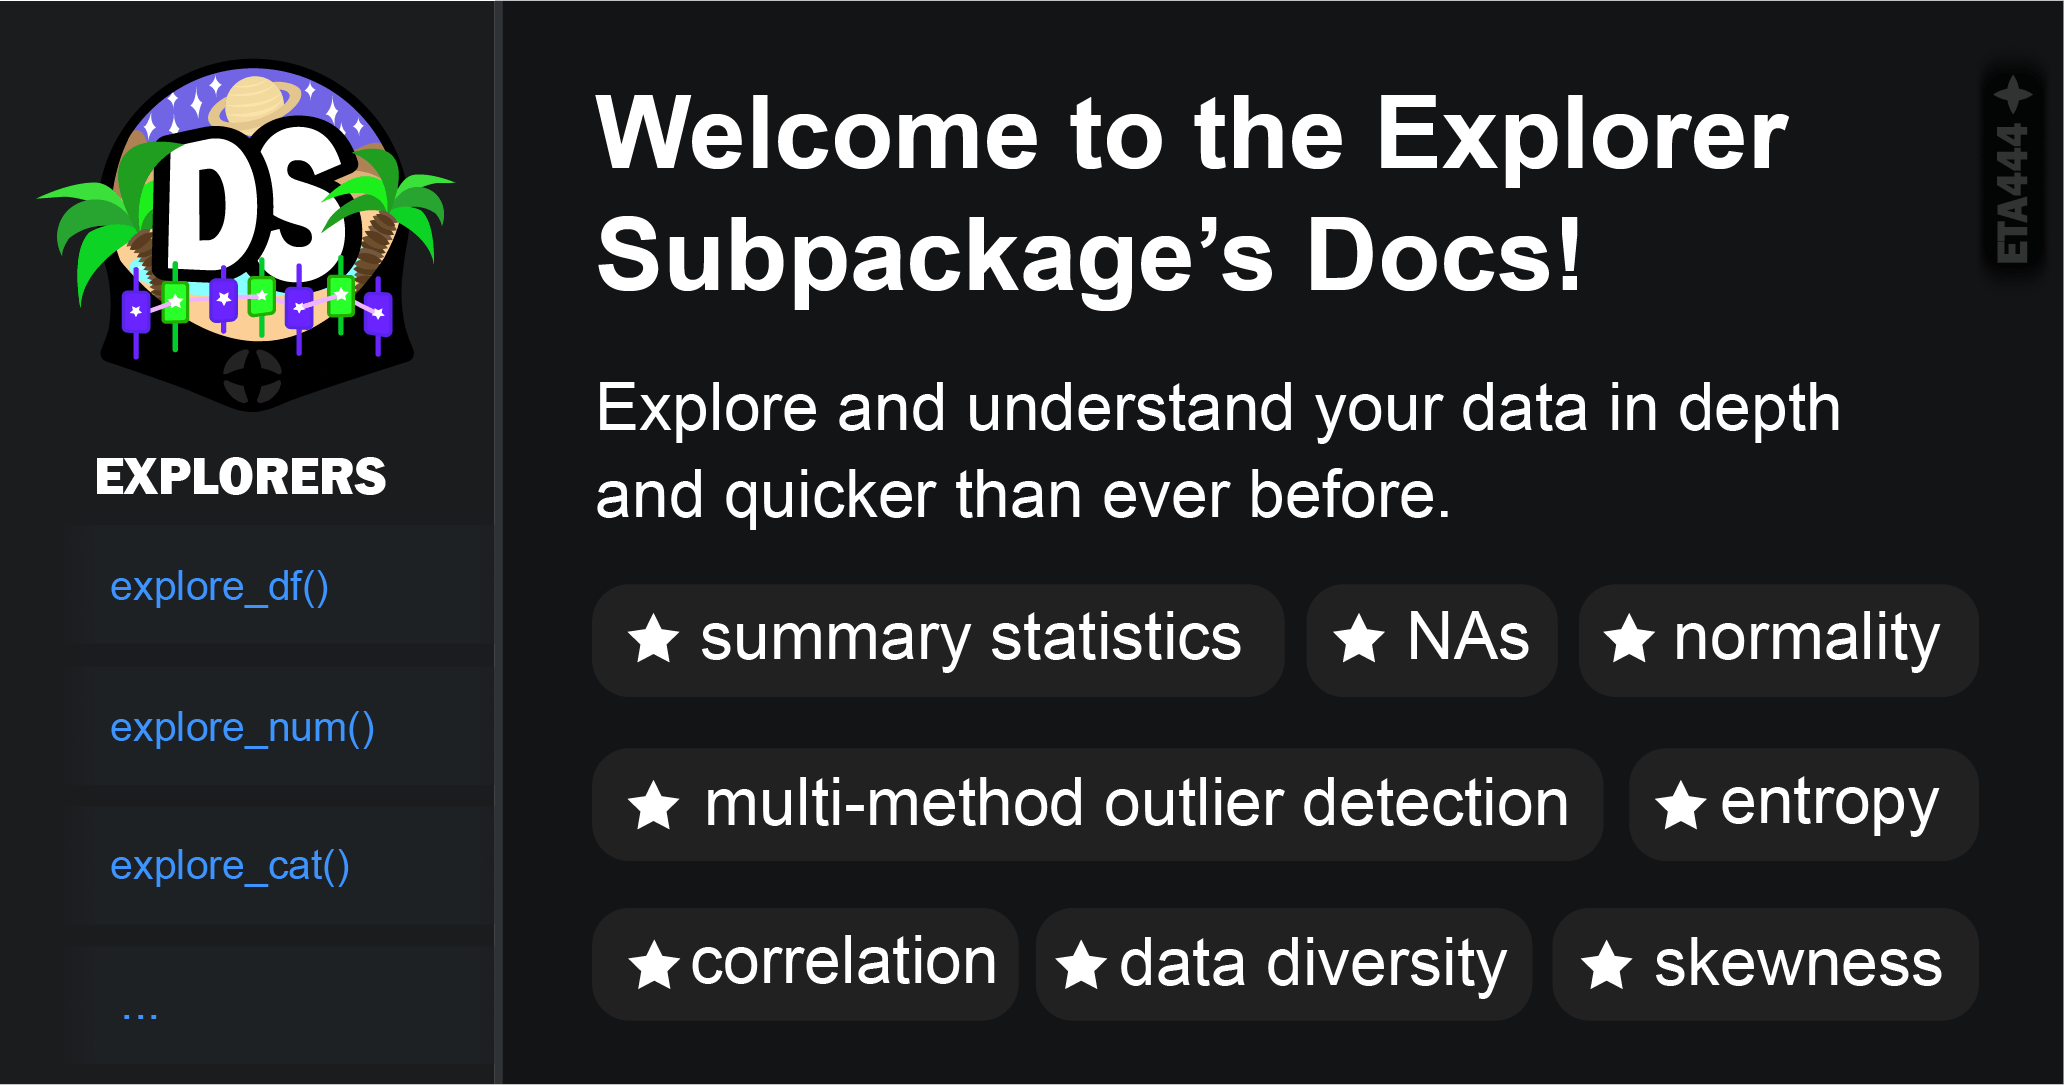 DS
EXPLORERS
explore_df()
explore_num()
explore_cat()
...
Welcome to the Explorer
Subpackage’s Docs!
Explore and understand your data in depth
and quicker than ever before.
summary statistics
NAs
normality
multi-method outlier detection
entropy
correlation
data diversity
skewness
ETA444